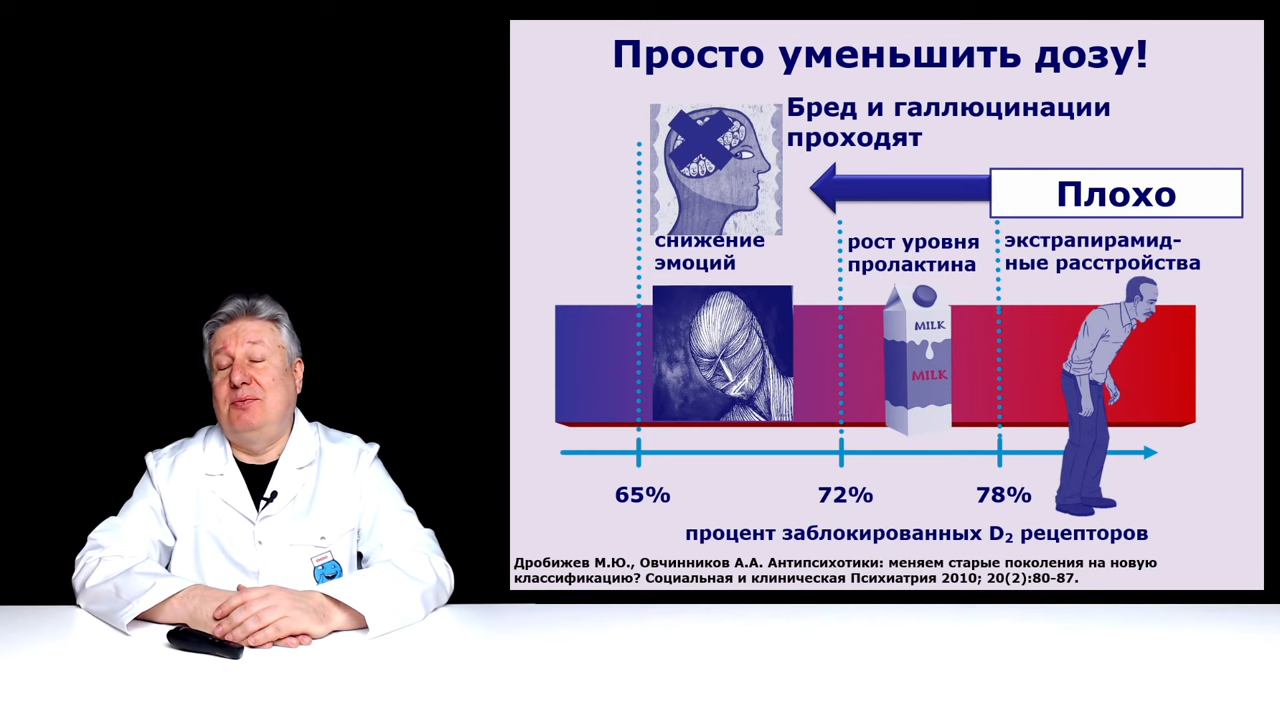 Просто уменьшить дозу!
Бред и галлюцинации
проходят
Плохо
снижение
эмоций
рост уровня
пролактина
экстрапирамид-
ные расстройства
MILK
MILK
65%
72%
78%
процент заблокированных D₂ рецепторов
Дробижев М.Ю., Овчинников А.А. Антипсихотики: меняем старые поколения на новую
классификацию? Социальная и клиническая Психиатрия 2010; 20(2):80-87.